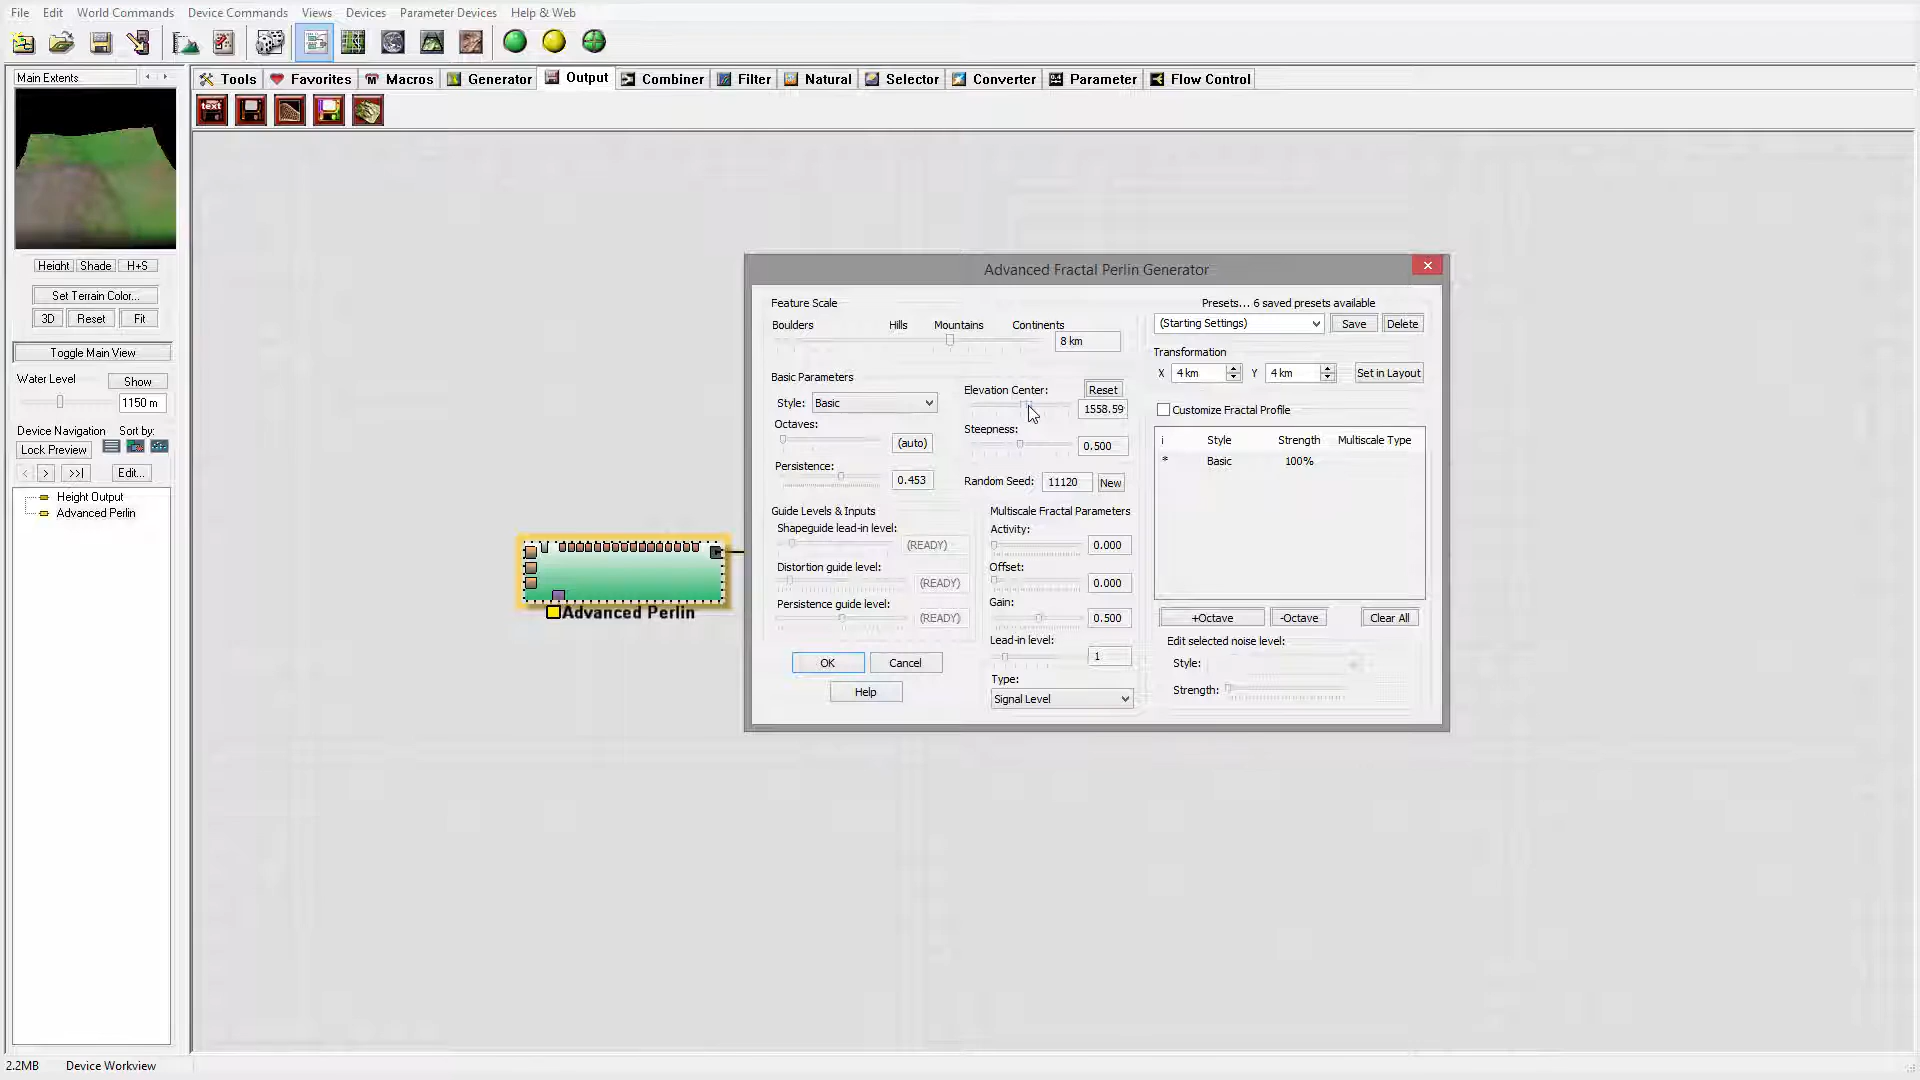 File Edit World Commands Device Commands Views Devices Parameter Devices Help & Web
Main Extents
Tools Favorites Macros Generator Output Combiner Filter Natural Selector Converter Parameter Flow Control
text
Height Shade H+S
Set Terrain Color...
3D Reset Fit
Toggle Main View
Water Level Show
1150 m
Device Navigation Sort by:
Lock Preview
< > >>| Edit...
Height Output
Advanced Perlin
Advanced Perlin
Advanced Fractal Perlin Generator
Feature Scale
Boulders Hills Mountains Continents
8 km
Basic Parameters
Style: Basic
Octaves:
(auto)
Persistence:
0.453
Elevation Center: Reset
1558.59
Steepness:
0.500
Random Seed: 11120 New
Guide Levels & Inputs
Shapeguide lead-in level:
(READY)
Distortion guide level:
(READY)
Persistence guide level:
(READY)
OK Cancel
Help
Multiscale Fractal Parameters
Activity:
0.000
Offset:
0.000
Gain:
0.500
Lead-in level:
1
Type:
Signal Level
Presets... 6 saved presets available
(Starting Settings) Save Delete
Transformation
X 4 km Y 4 km Set in Layout
Customize Fractal Profile
i Style Strength Multiscale Type
* Basic 100%
+Octave -Octave Clear All
Edit selected noise level:
Style:
Strength:
2.2MB Device Workview